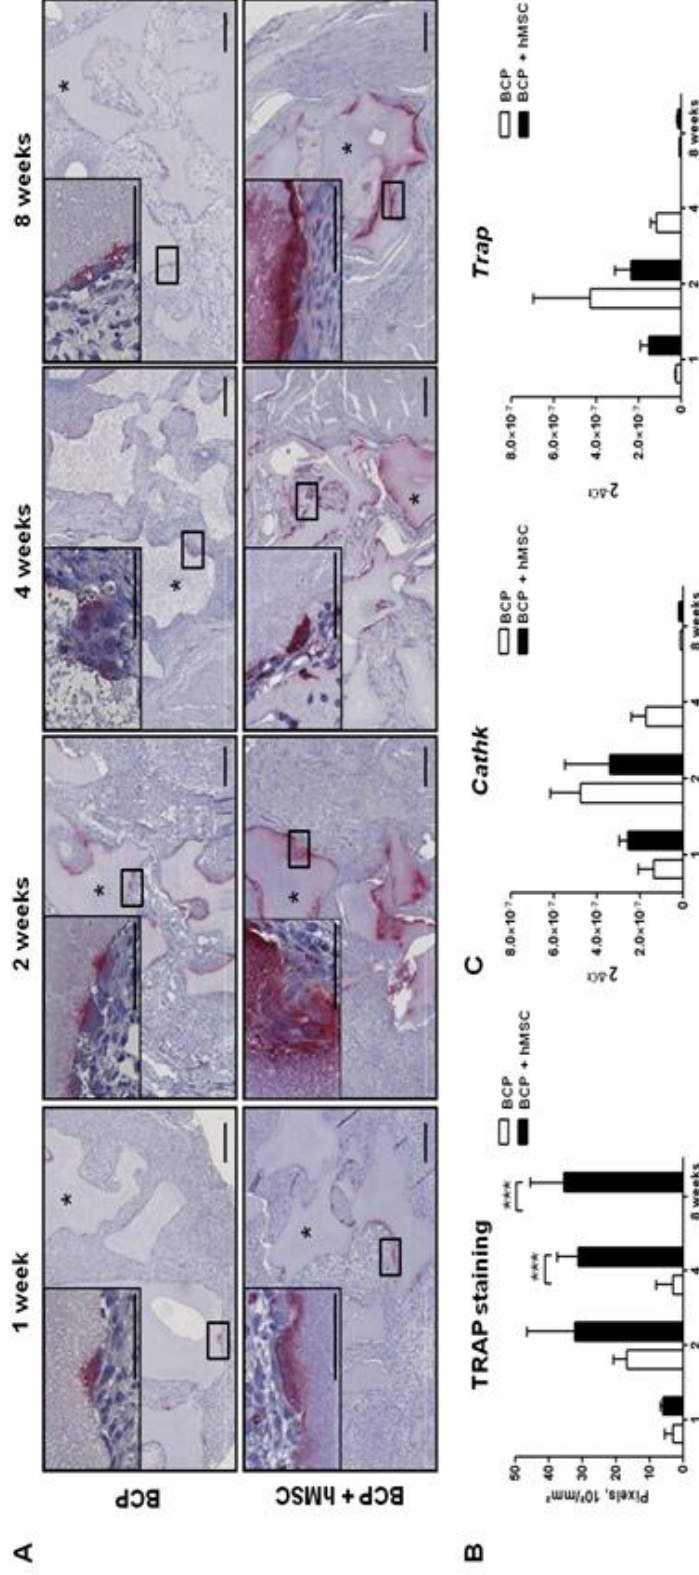 A
1 week
2 weeks
4 weeks
8 weeks
BCP
BCP + hMSC
*
*
*
*
*
*
*
*
B
TRAP staining
BCP
BCP + hMSC
Pixels, 10³/mm²
50
40
30
20
10
0
***
***
1
2
4
8 weeks
C
Cathk
BCP
BCP + hMSC
2-ΔCt
8.0×10⁻⁷
6.0×10⁻⁷
4.0×10⁻⁷
2.0×10⁻⁷
0
1
2
4
8 weeks
Trap
BCP
BCP + hMSC
2-ΔCt
8.0×10⁻⁷
6.0×10⁻⁷
4.0×10⁻⁷
2.0×10⁻⁷
0
1
2
4
8 weeks